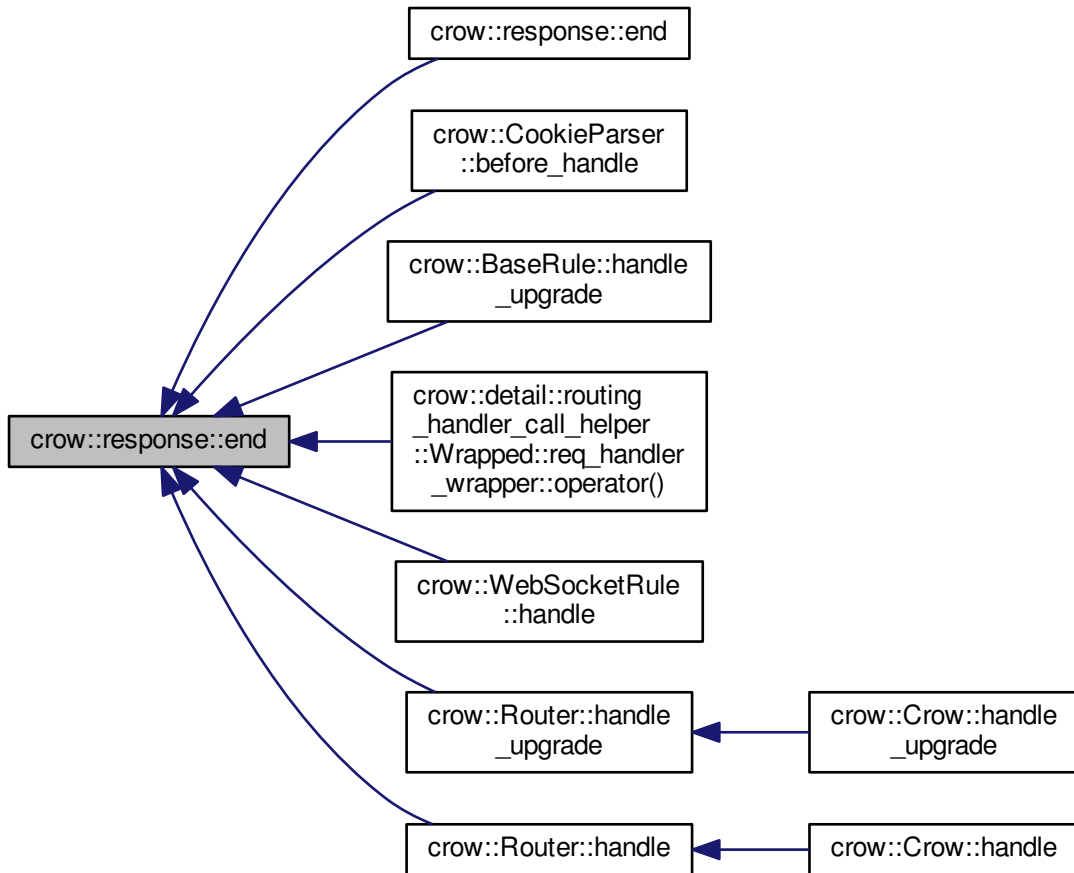 crow::response::end
crow::CookieParser
::before_handle
crow::BaseRule::handle
_upgrade
crow::detail::routing
_handler_call_helper
::Wrapped::req_handler
_wrapper::operator()
crow::response::end
crow::WebSocketRule
::handle
crow::Router::handle
_upgrade
crow::Crow::handle
_upgrade
crow::Router::handle
crow::Crow::handle